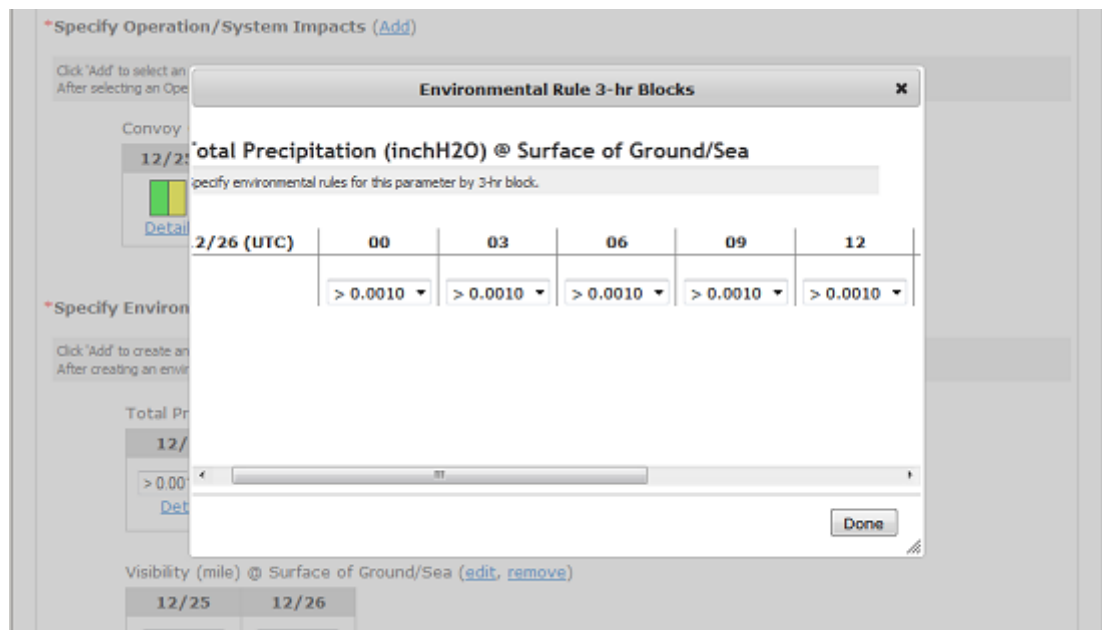 *Specify Operation/System Impacts (Add)
Click 'Add' to select an
After selecting an Ope
Convoy
12/25
Detail
Environmental Rule 3-hr Blocks
otal Precipitation (inchH2O) @ Surface of Ground/Sea
pecify environmental rules for this parameter by 3-hr block.
2/26 (UTC) 00 03 06 09 12
> 0.0010 > 0.0010 > 0.0010 > 0.0010 > 0.0010
*Specify Environ
Click 'Add' to create an
After creating an envir
Total Pr
12/
> 0.00
Det
Done
Visibility (mile) @ Surface of Ground/Sea (edit, remove)
12/25 12/26